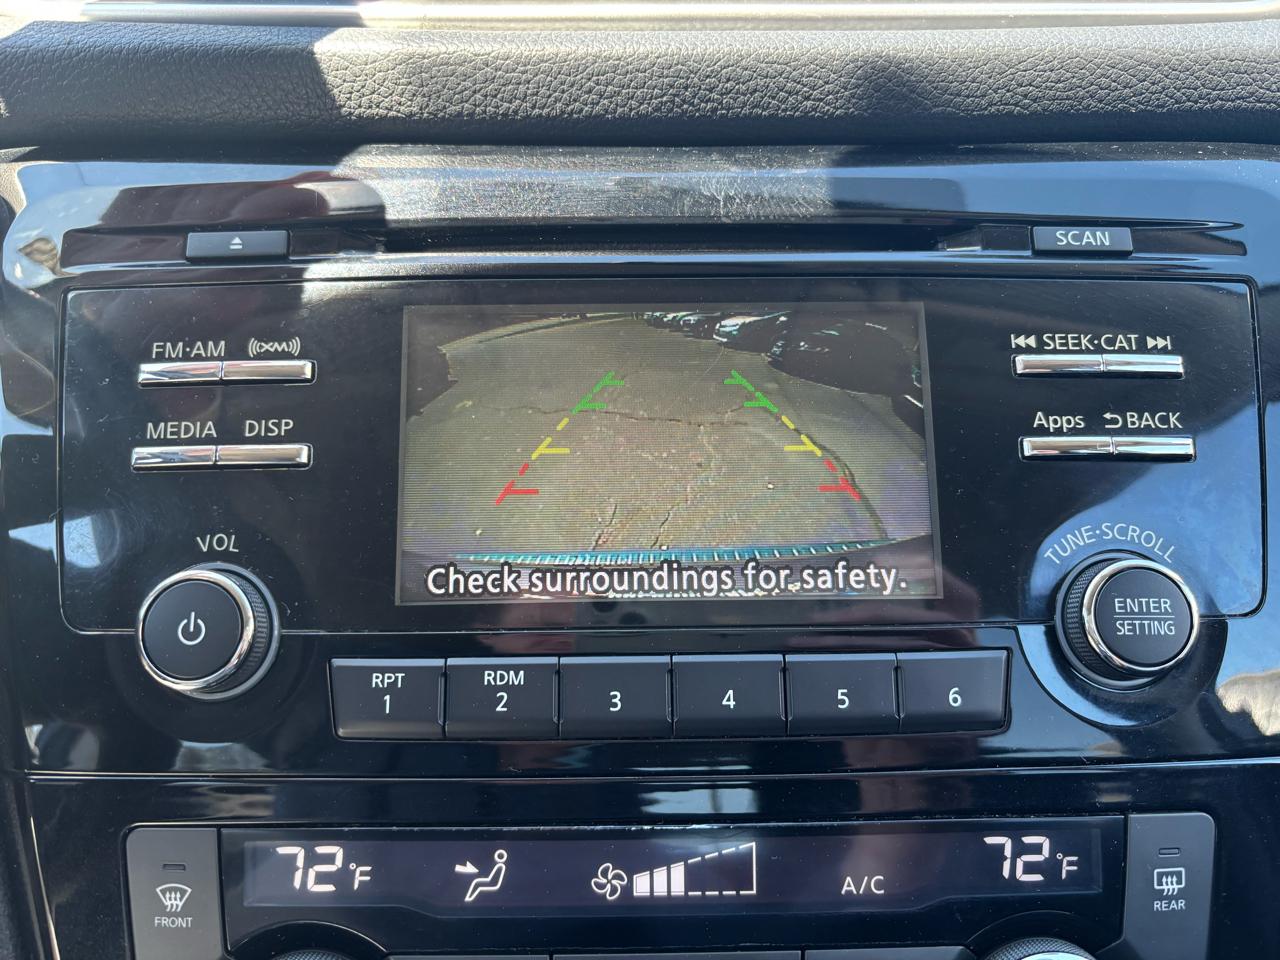 SCAN
FM·AM
((XM))
SEEK·CAT
MEDIA
DISP
Apps
BACK
VOL
TUNE·SCROLL
Check surroundings for safety.
ENTER
SETTING
RPT
1
RDM
2
3
4
5
6
72°F
A/C
72°F
FRONT
REAR